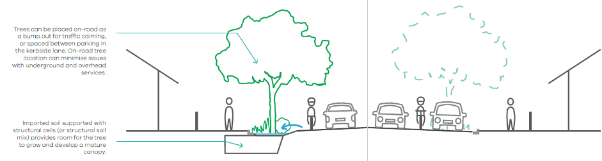 Trees can be placed on-road as
a bump out for traffic calming,
or spaced between parking in
the kerbside lane. On-road tree
location can minimise issues
with underground and overhead
services.
Imported soil supported with
structural cells (or structural soil
mix) provides room for the tree
to grow and develop a mature
canopy.